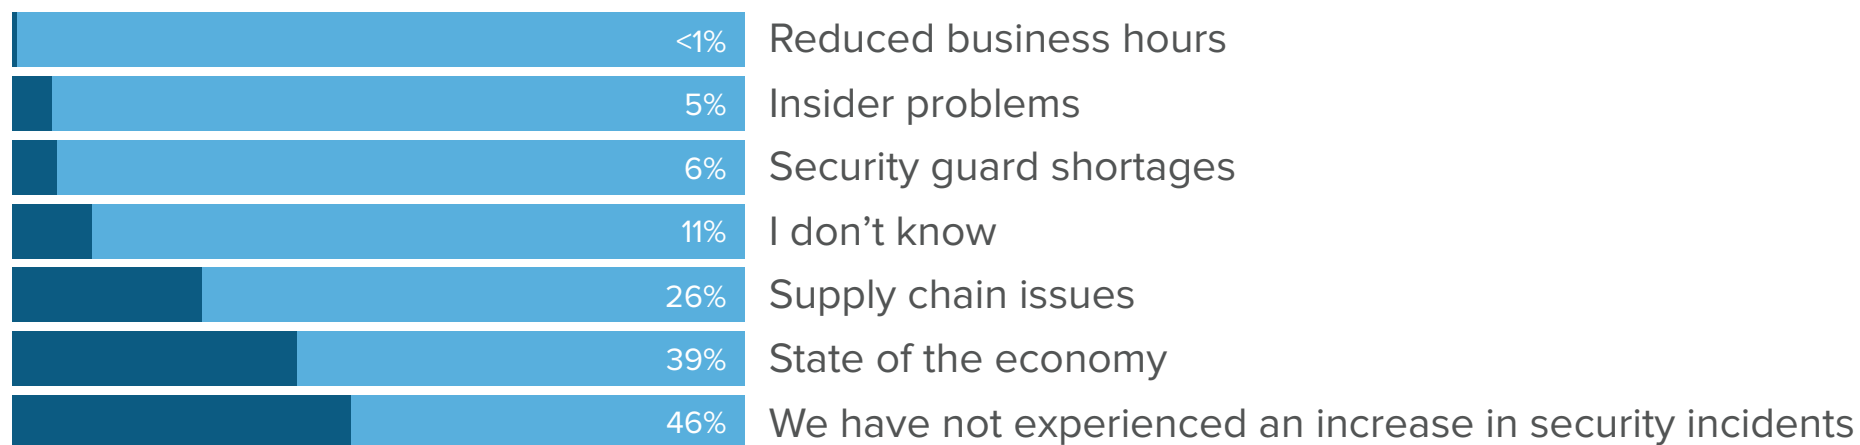 <1% Reduced business hours
5% Insider problems
6% Security guard shortages
11% I don’t know
26% Supply chain issues
39% State of the economy
46% We have not experienced an increase in security incidents